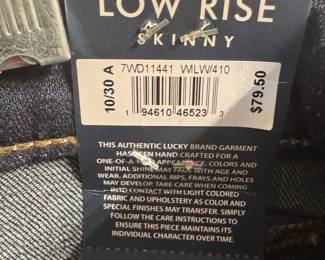 LOW RISE
SKINNY
7WD11441 WILW/410
10/30 A
1 94610 46523 3
$79.50
THIS AUTHENTIC LUCKY BRAND GARMENT
HAS BEEN HAND CRAFTED FOR A
ONE-OF-A-KIND APPEARANCE. COLORS AND
INITIAL SHINE MAY FADE WITH AGE AND
WEAR. ADDITIONAL RIPS, FRAYS AND HOLES
MAY DEVELOP. TAKE CARE WHEN COMING
INTO CONTACT WITH LIGHT COLORED
FABRIC AND UPHOLSTERY AS COLOR AND
SPECIAL FINISHES MAY TRANSFER. SIMPLY
FOLLOW THE CARE INSTRUCTIONS TO
ENSURE THIS PIECE MAINTAINS ITS
INDIVIDUAL CHARACTER OVER TIME.